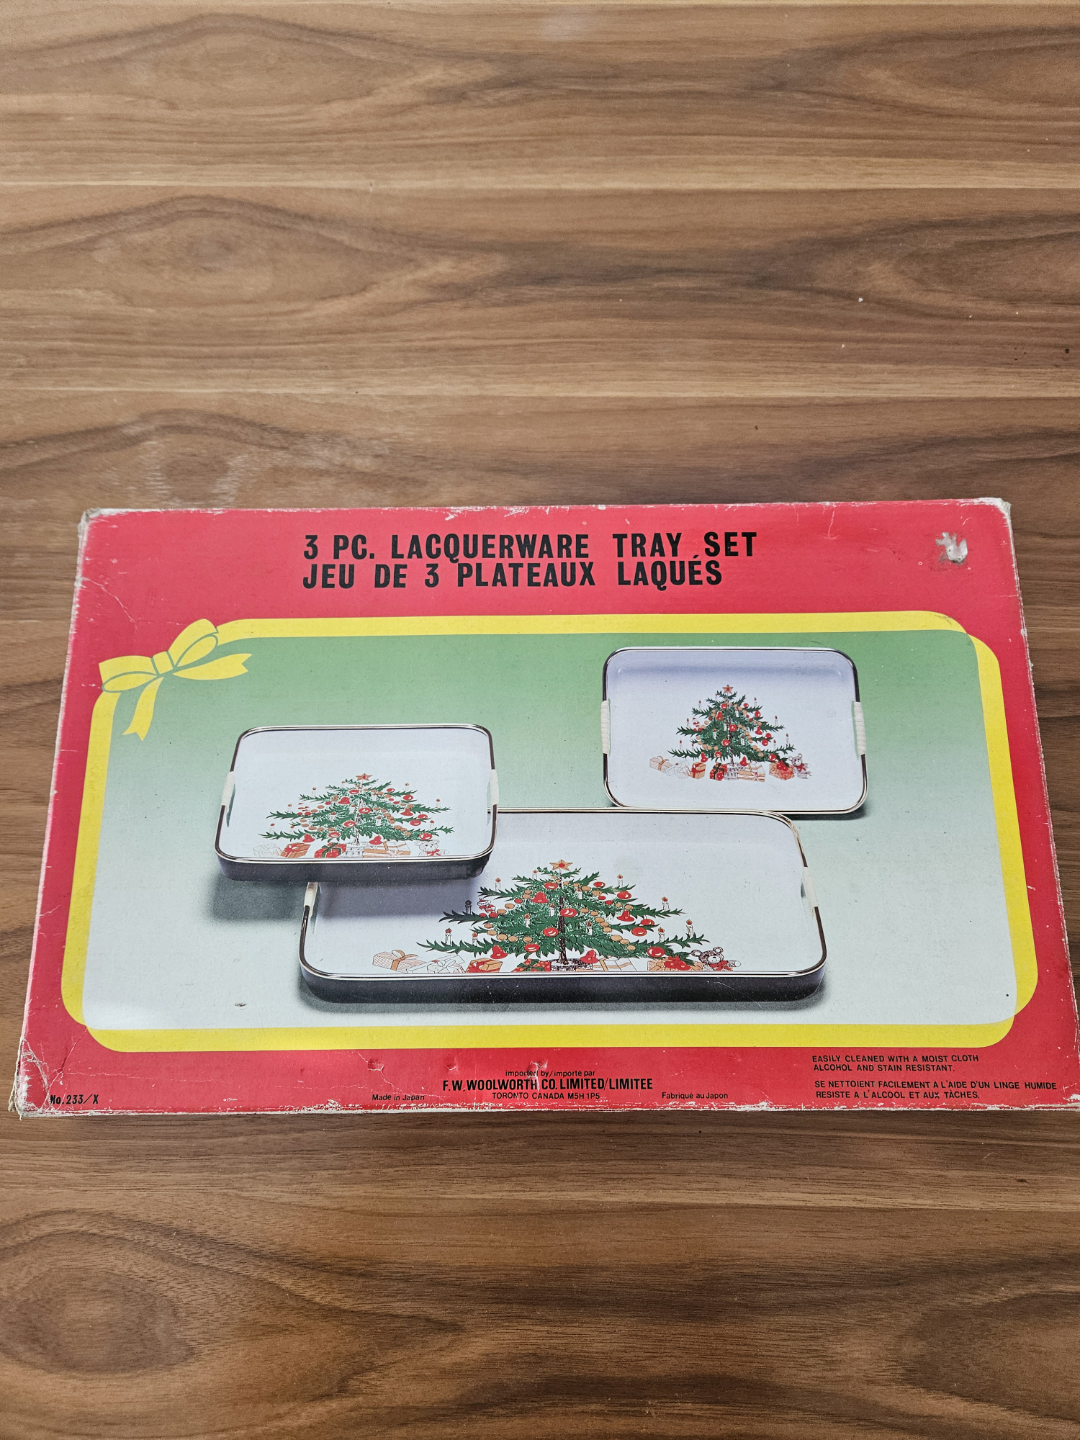 3 PC. LACQUERWARE TRAY SET
JEU DE 3 PLATEAUX LAQUÉS
EASILY CLEANED WITH A MOIST CLOTH
ALCOHOL AND STAIN RESISTANT.
SE NETTOIENT FACILEMENT A L'AIDE D'UN LINGE HUMIDE
RESISTE A L'ALCOOL ET AUX TACHES.
imported by/importe par
F.W. WOOLWORTH CO. LIMITED/LIMITEE
TORONTO CANADA M5H 1P5
Made in Japan
Fabriqué au Japon
No. 233/X